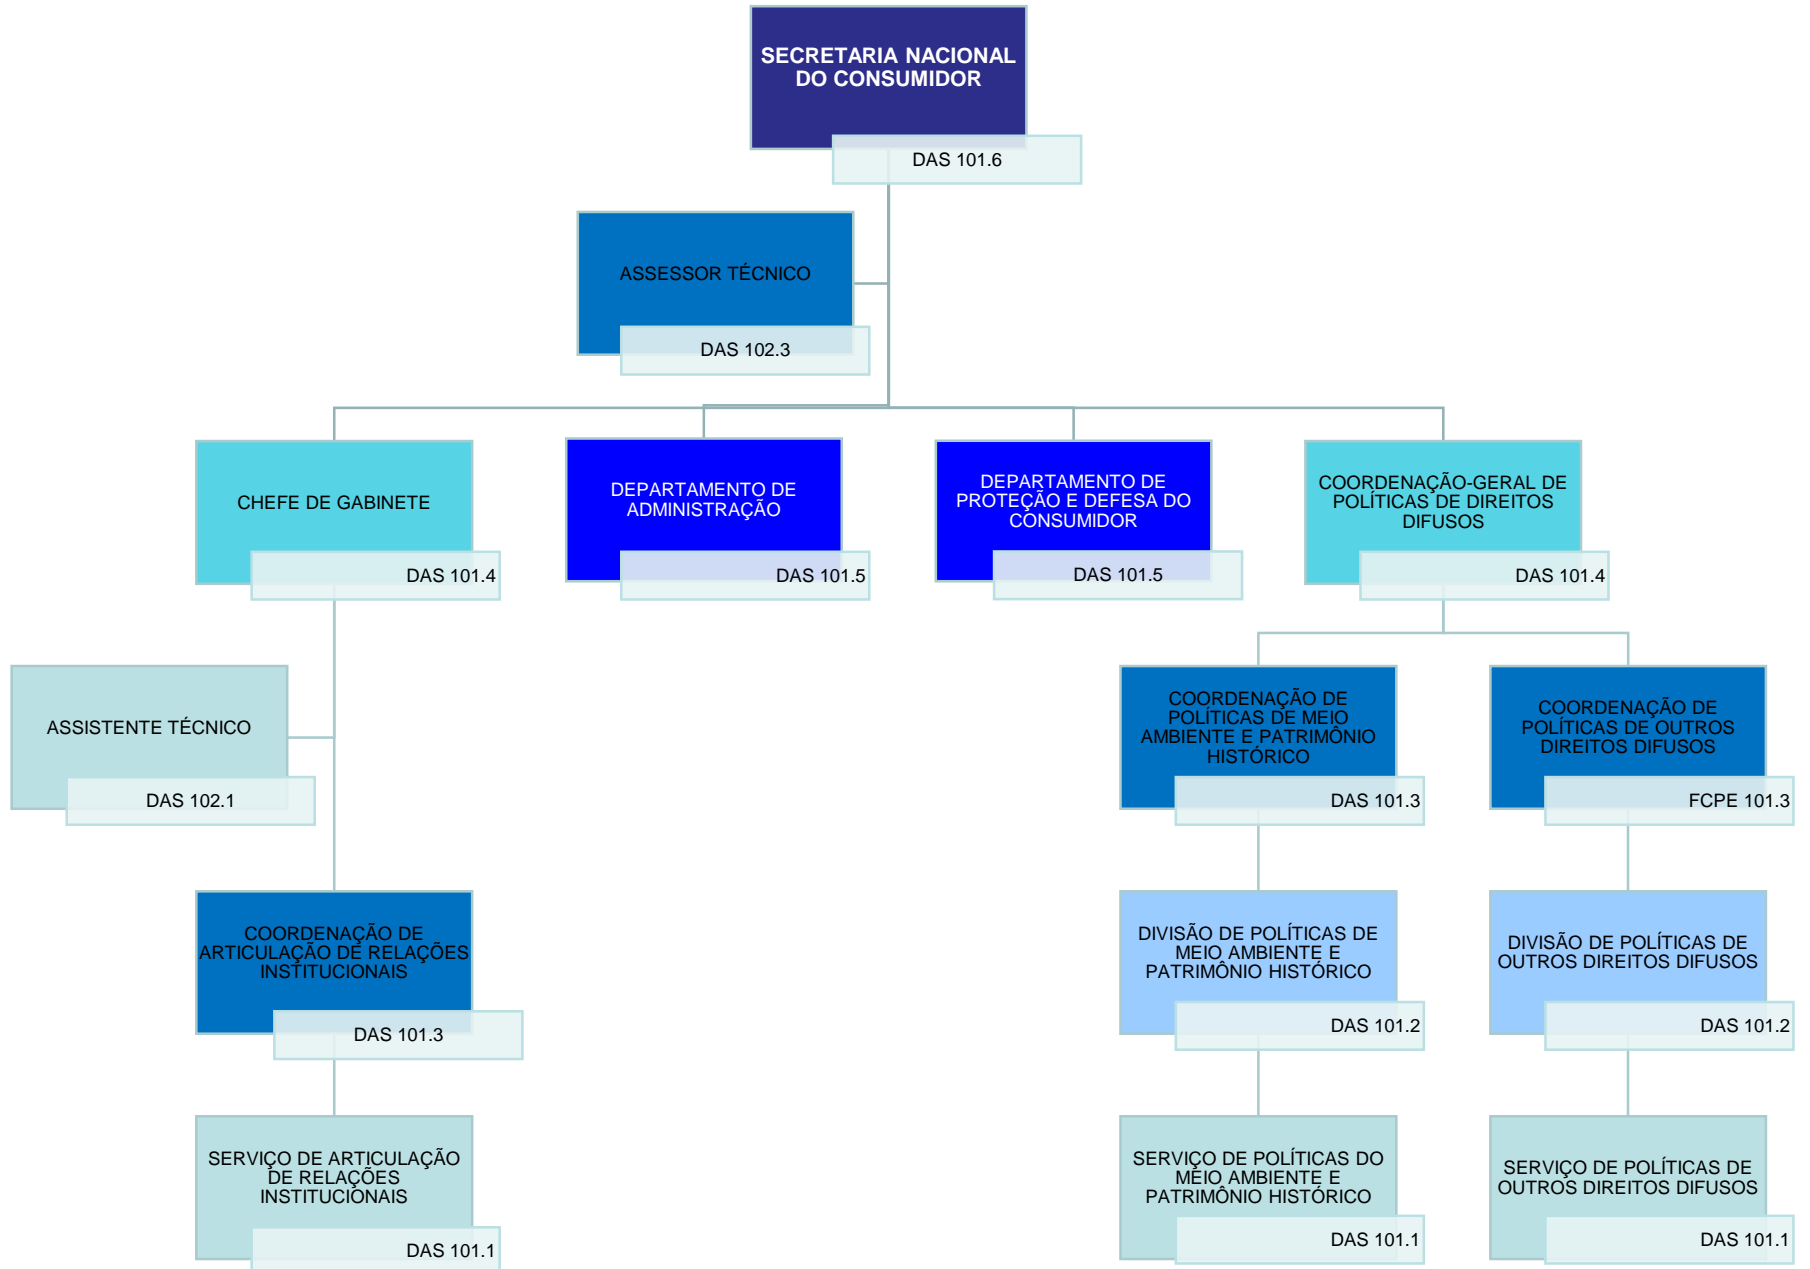 SECRETARIA NACIONAL
DO CONSUMIDOR
DAS 101.6
ASSESSOR TÉCNICO
DAS 102.3
CHEFE DE GABINETE
DAS 101.4
DEPARTAMENTO DE
ADMINISTRAÇÃO
DAS 101.5
DEPARTAMENTO DE
PROTEÇÃO E DEFESA DO
CONSUMIDOR
DAS 101.5
COORDENAÇÃO-GERAL DE
POLÍTICAS DE DIREITOS
DIFUSOS
DAS 101.4
ASSISTENTE TÉCNICO
DAS 102.1
COORDENAÇÃO DE
POLÍTICAS DE MEIO
AMBIENTE E PATRIMÔNIO
HISTÓRICO
DAS 101.3
COORDENAÇÃO DE
POLÍTICAS DE OUTROS
DIREITOS DIFUSOS
FCPE 101.3
COORDENAÇÃO DE
ARTICULAÇÃO DE RELAÇÕES
INSTITUCIONAIS
DAS 101.3
DIVISÃO DE POLÍTICAS DE
MEIO AMBIENTE E
PATRIMÔNIO HISTÓRICO
DAS 101.2
DIVISÃO DE POLÍTICAS DE
OUTROS DIREITOS DIFUSOS
DAS 101.2
SERVIÇO DE ARTICULAÇÃO
DE RELAÇÕES
INSTITUCIONAIS
DAS 101.1
SERVIÇO DE POLÍTICAS DO
MEIO AMBIENTE E
PATRIMÔNIO HISTÓRICO
DAS 101.1
SERVIÇO DE POLÍTICAS DE
OUTROS DIREITOS DIFUSOS
DAS 101.1